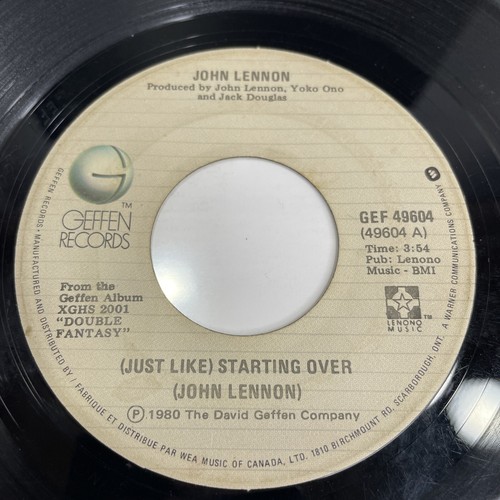 JOHN LENNON
Produced by John Lennon, Yoko Ono
and Jack Douglas
G
TM
GEFFEN
RECORDS
GEF 49604
(49604 A)
Time: 3:54
Pub: Lenono
Music - BMI
From the
Geffen Album
XGHS 2001
"DOUBLE
FANTASY"
LENONO
MUSIC
TM
(JUST LIKE) STARTING OVER
(JOHN LENNON)
Ⓟ 1980 The David Geffen Company
GEFFEN RECORDS • MANUFACTURED AND DISTRIBUTED BY / FABRIQUE ET DISTRIBUE PAR WEA MUSIC OF CANADA, LTD. 1810 BIRCHMOUNT RD. SCARBOROUGH, ONT. A WARNER COMMUNICATIONS COMPANY